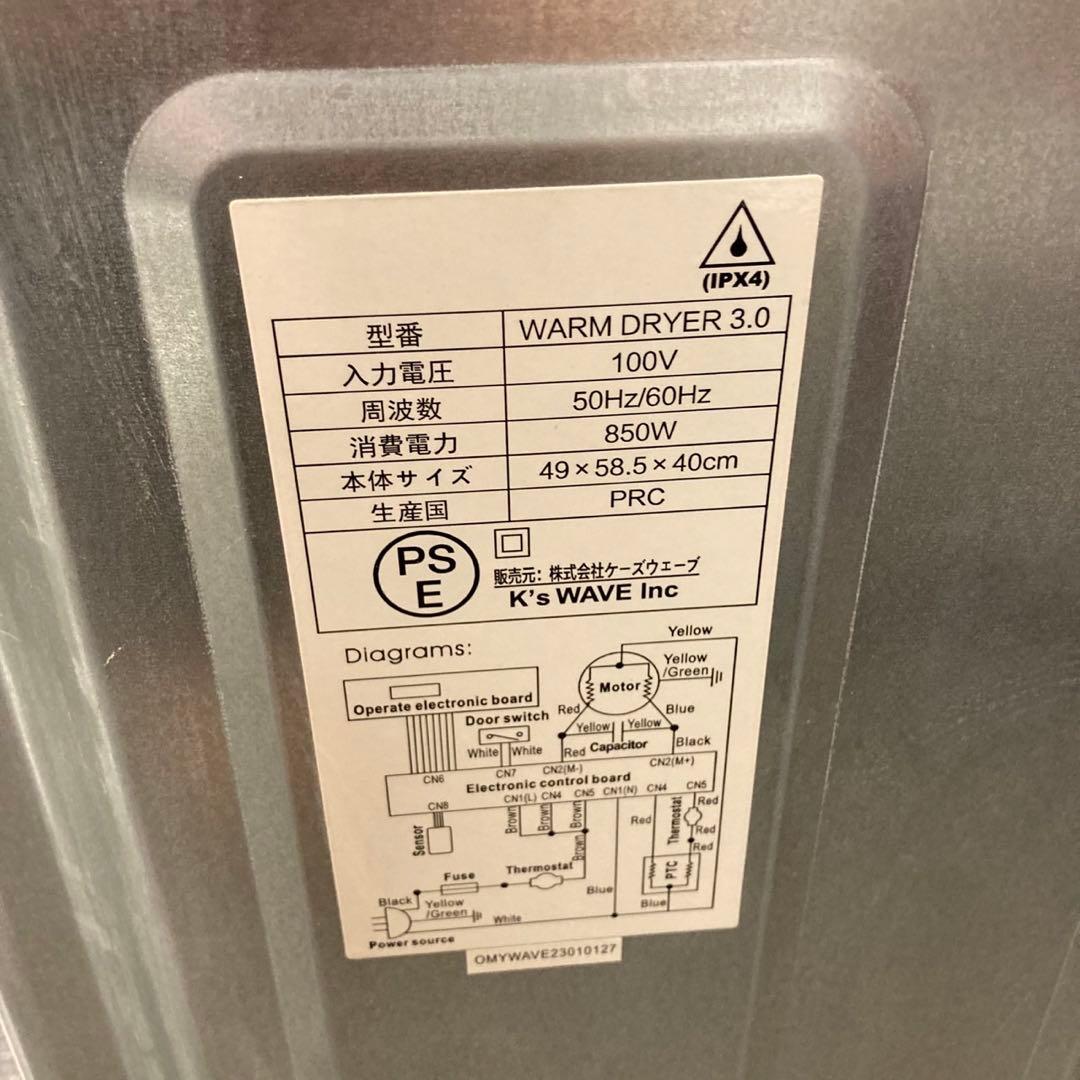 (IPX4)
型番 WARM DRYER 3.0
入力電圧 100V
周波数 50Hz/60Hz
消費電力 850W
本体サイズ 49×58.5×40cm
生産国 PRC
PS
E
販売元: 株式会社ケーズウェーブ
K's WAVE Inc
Diagrams:
Yellow
Yellow
/Green
Motor
Operate electronic board
Red
Blue
Door switch
Yellow
Yellow
White
White
Red
Capacitor
Black
CN6
CN7
CN2(M-)
CN2(M+)
Electronic control board
CN8
CN1(L)
CN4
CN5
CN1(N)
CN4
CN5
Sensor
Brown
Brown
Brown
Brown
Red
Thermostat
Red
Red
Red
PTC
Fuse
Thermostat
Blue
Blue
Black
Yellow
/Green
White
Power source
OMYWAVE23010127